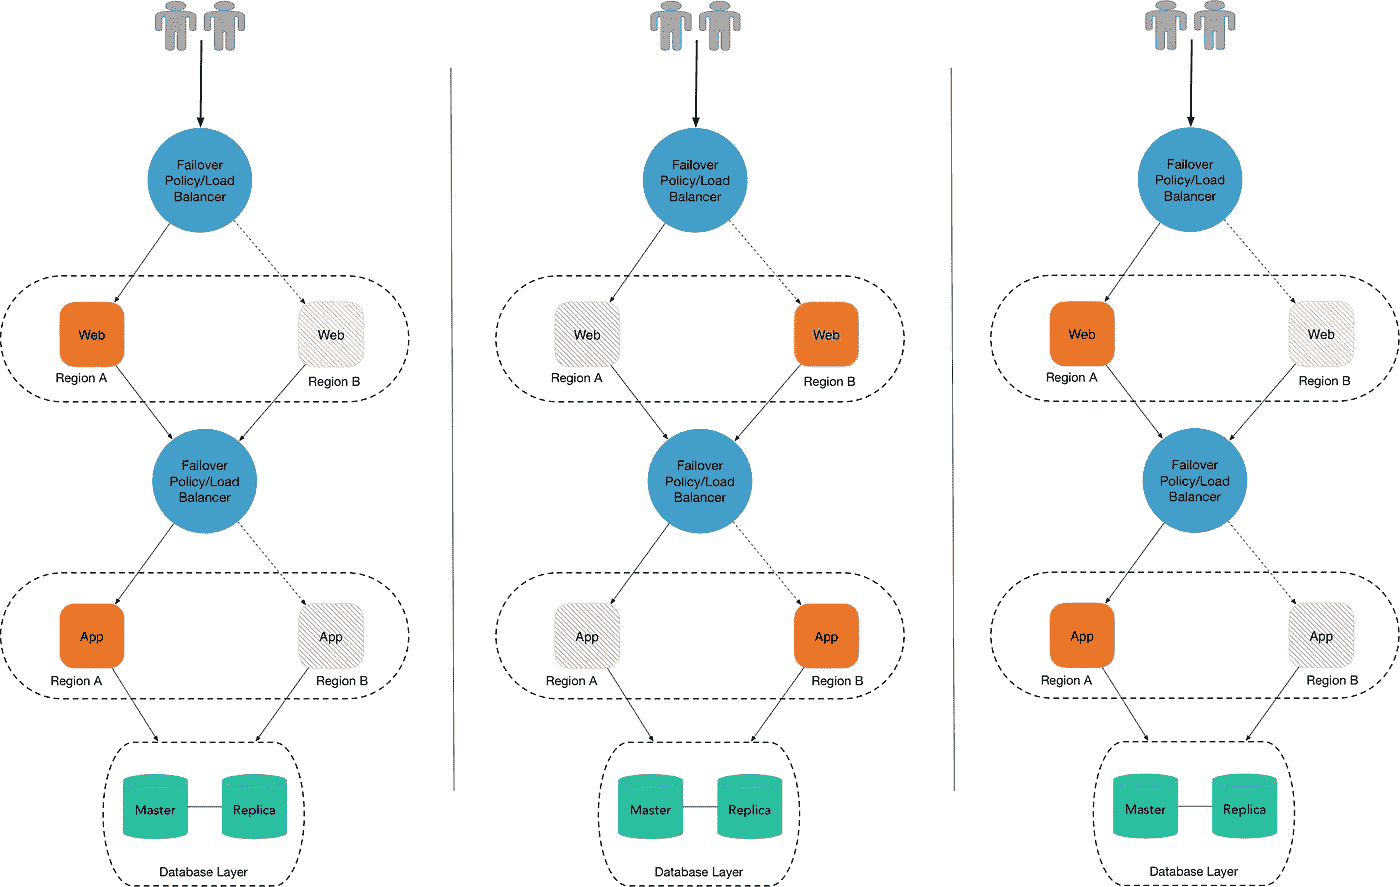 Failover
Policy/Load
Balancer
Web
Web
Region A
Region B
Failover
Policy/Load
Balancer
App
App
Region A
Region B
Master
Replica
Database Layer
Failover
Policy/Load
Balancer
Web
Web
Region A
Region B
Failover
Policy/Load
Balancer
App
App
Region A
Region B
Master
Replica
Database Layer
Failover
Policy/Load
Balancer
Web
Web
Region A
Region B
Failover
Policy/Load
Balancer
App
App
Region A
Region B
Master
Replica
Database Layer